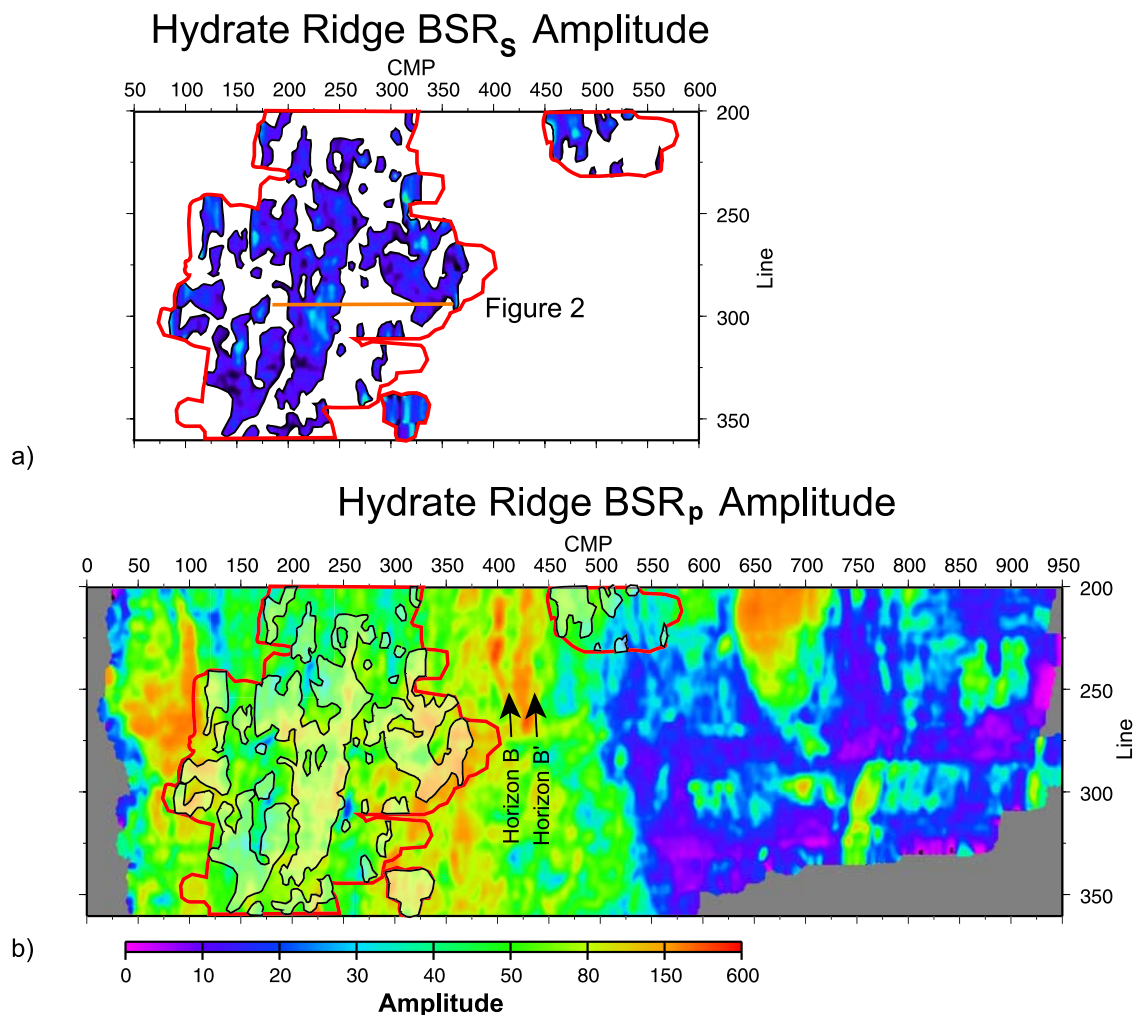 Hydrate Ridge BSRS Amplitude
CMP
50 100 150 200 250 300 350 400 450 500 550 600
200
250
300
350
Line
Figure 2
a)
Hydrate Ridge BSRp Amplitude
CMP
0 50 100 150 200 250 300 350 400 450 500 550 600 650 700 750 800 850 900 950
200
250
300
350
Line
Horizon B
Horizon B'
b)
0 10 20 30 40 50 80 150 600
Amplitude